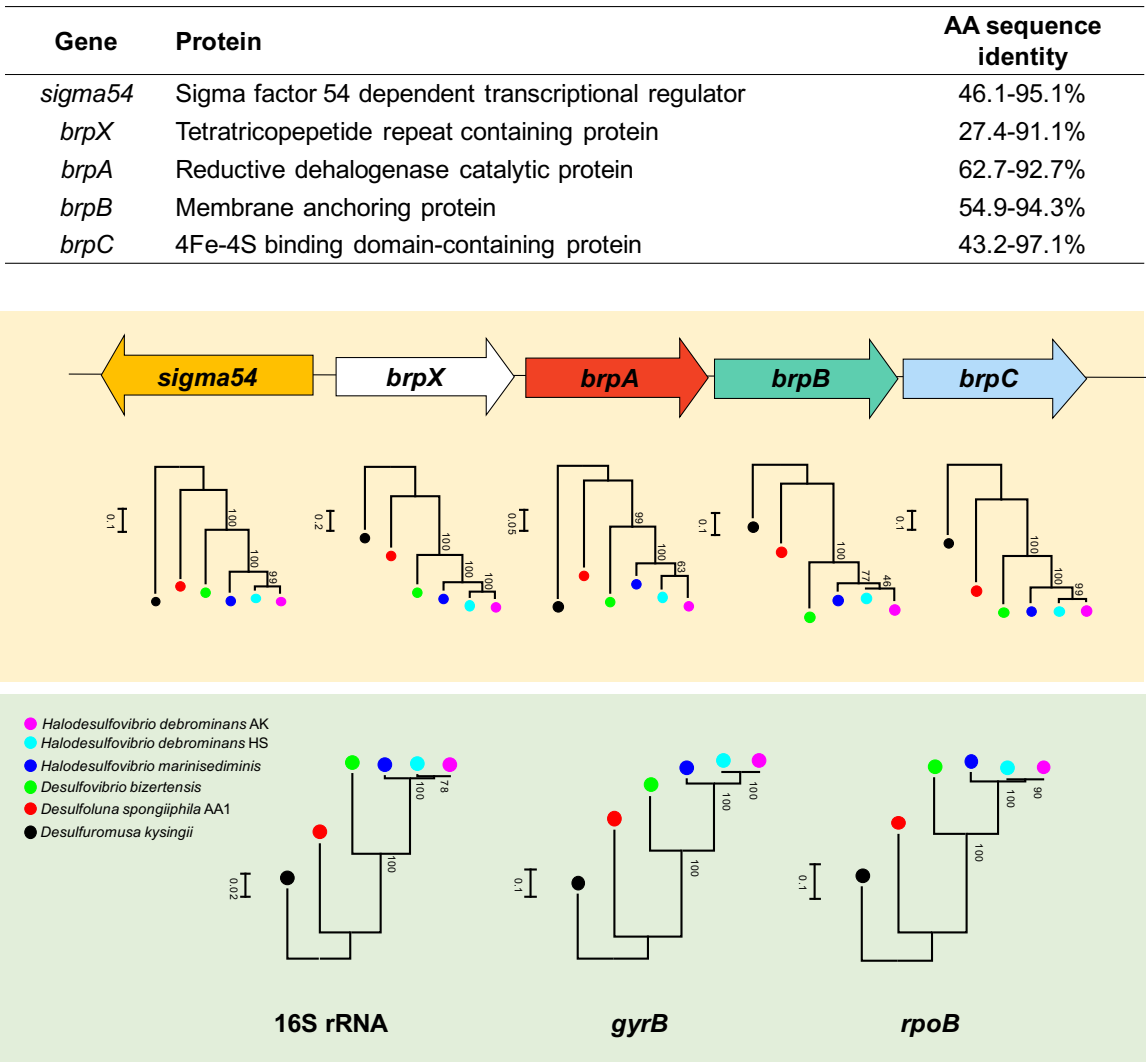 Gene Protein AA sequence identity
sigma54 Sigma factor 54 dependent transcriptional regulator 46.1-95.1%
brpX Tetratricopepetide repeat containing protein 27.4-91.1%
brpA Reductive dehalogenase catalytic protein 62.7-92.7%
brpB Membrane anchoring protein 54.9-94.3%
brpC 4Fe-4S binding domain-containing protein 43.2-97.1%
sigma54 brpX brpA brpB brpC
0.1 100 100 99
0.2 100 100 100
0.05 99 100 63
0.1 100 77 46
0.1 100 100 99
Halodesulfovibrio debrominans AK
Halodesulfovibrio debrominans HS
Halodesulfovibrio marinisediminis
Desulfovibrio bizertensis
Desulfoluna spongiiphila AA1
Desulfuromusa kysingii
0.02 100 100 78
0.1 100 100 100
0.1 100 100 90
16S rRNA gyrB rpoB